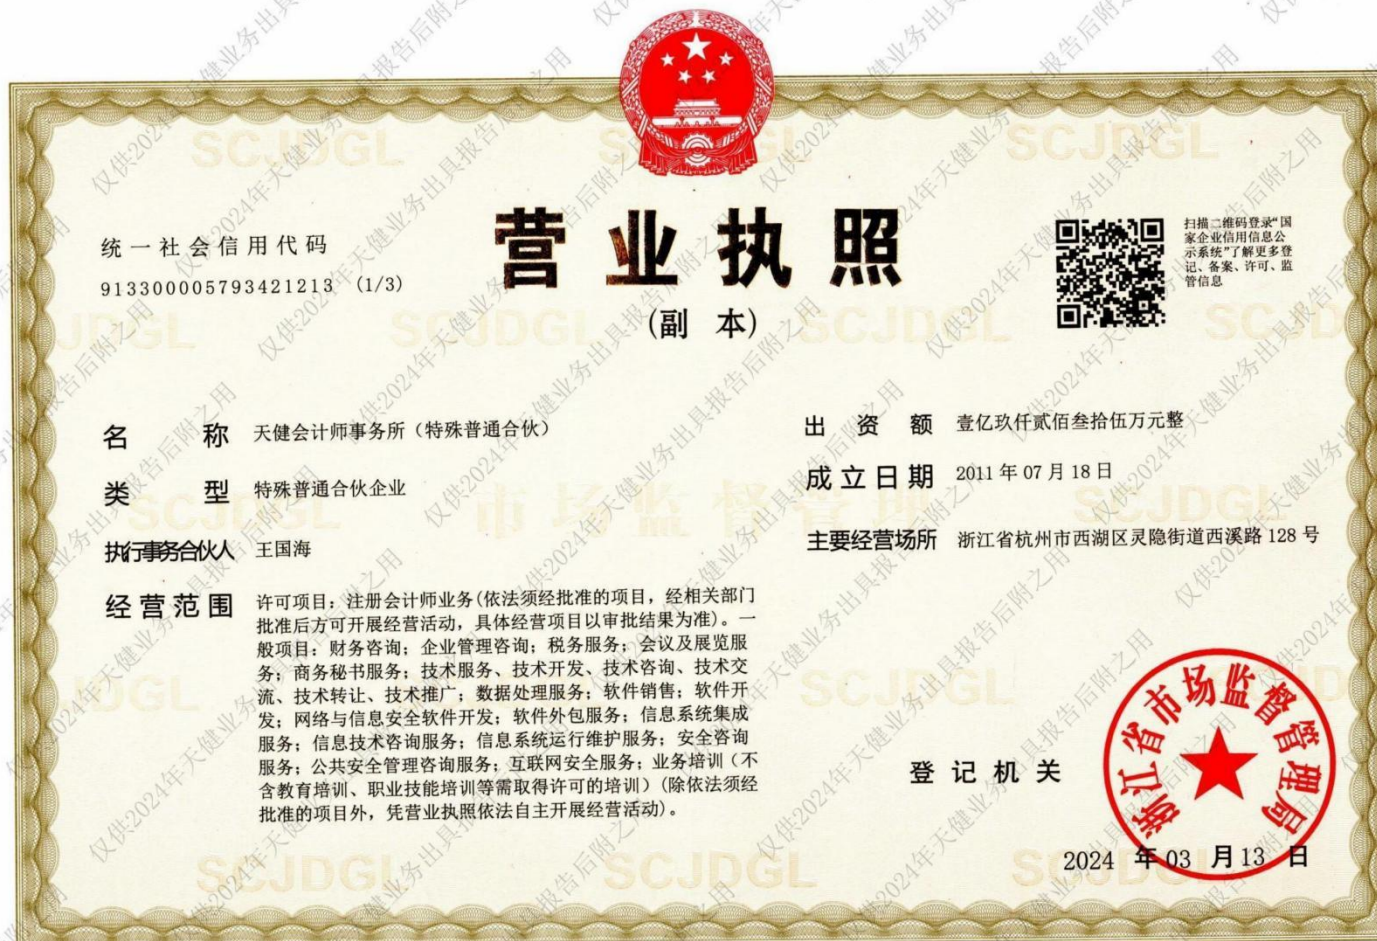 营业执照
(副 本)
统一社会信用代码
913300005793421213 (1/3)
扫描二维码登录“国
家企业信用信息公
示系统”了解更多登
记、备案、许可、监
管信息
名 称 天健会计师事务所（特殊普通合伙）
类 型 特殊普通合伙企业
执行事务合伙人 王国海
经营范围 许可项目：注册会计师业务(依法须经批准的项目，经相关部门
批准后方可开展经营活动，具体经营项目以审批结果为准)。一
般项目：财务咨询；企业管理咨询；税务服务；会议及展览服
务；商务秘书服务；技术服务、技术开发、技术咨询、技术交
流、技术转让、技术推广；数据处理服务；软件销售；软件开
发；网络与信息安全软件开发；软件外包服务；信息系统集成
服务；信息技术咨询服务；信息系统运行维护服务；安全咨询
服务；公共安全管理咨询服务；互联网安全服务；业务培训（不
含教育培训、职业技能培训等需取得许可的培训）(除依法须经
批准的项目外，凭营业执照依法自主开展经营活动)。
出 资 额 壹亿玖仟贰佰叁拾伍万元整
成立日期 2011 年 07 月 18 日
主要经营场所 浙江省杭州市西湖区灵隐街道西溪路 128 号
登记机关
浙江省市场监督管理局
2024 年 03 月 13 日
市场监督管理
SCJDGL
仅供2024年天健业务出具报告后附之用